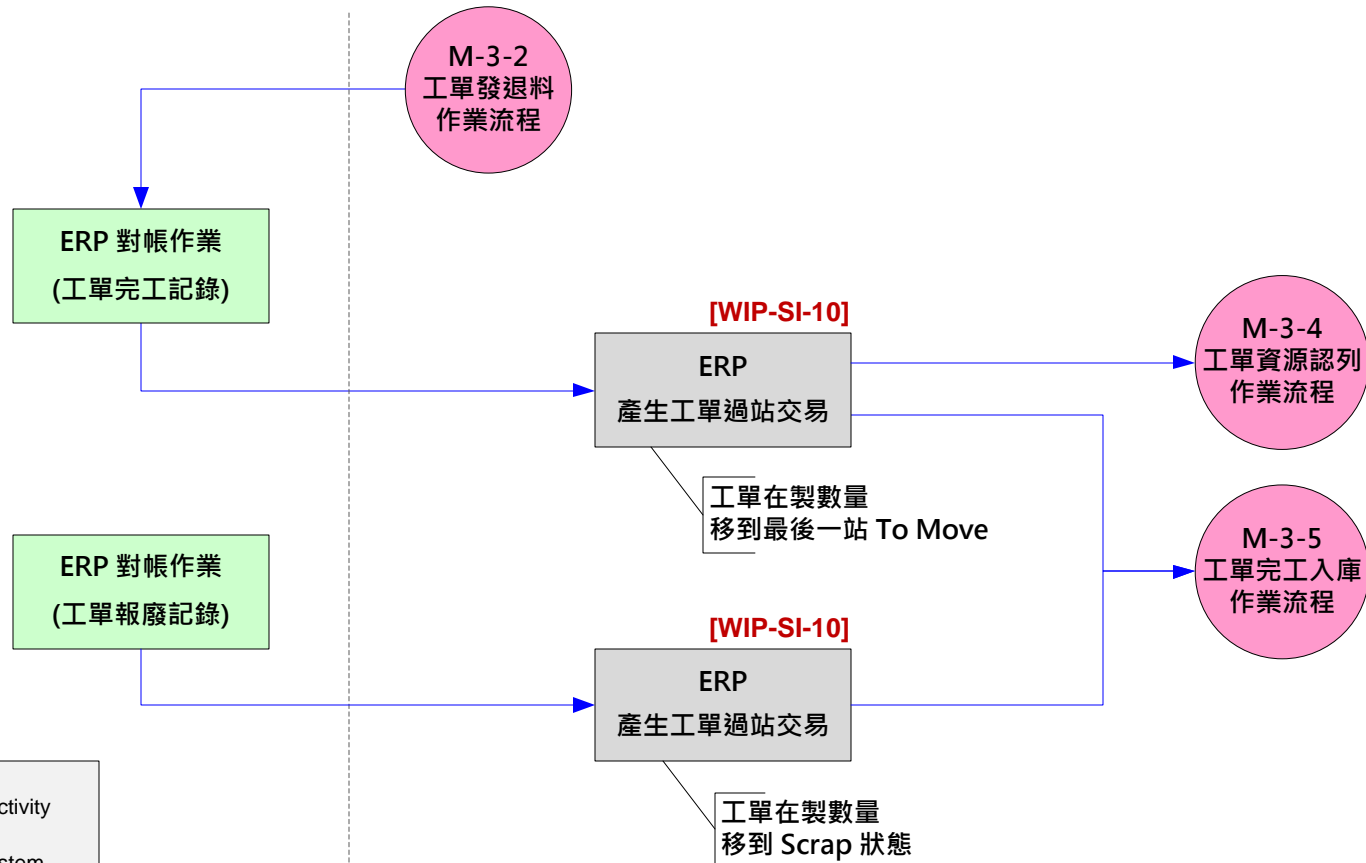 M-3-2
工單發退料
作業流程
ERP 對帳作業
(工單完工記錄)
[WIP-SI-10]
ERP
產生工單過站交易
M-3-4
工單資源認列
作業流程
工單在製數量
移到最後一站 To Move
M-3-5
工單完工入庫
作業流程
ERP 對帳作業
(工單報廢記錄)
[WIP-SI-10]
ERP
產生工單過站交易
工單在製數量
移到 Scrap 狀態
ctivity
stem